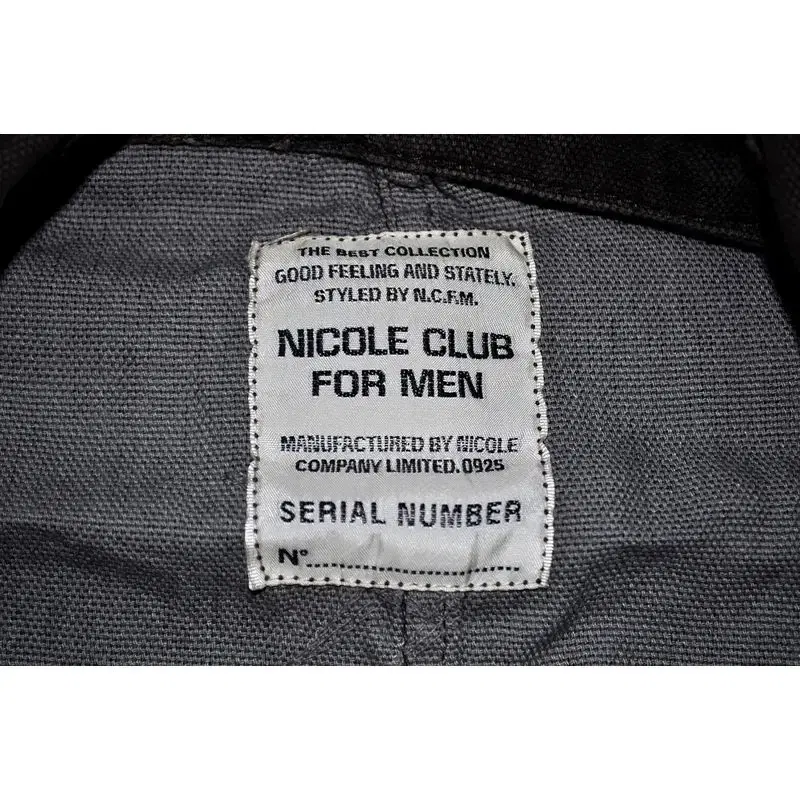 THE BEST COLLECTION
GOOD FEELING AND STATELY.
STYLED BY N.C.F.M.
NICOLE CLUB
FOR MEN
MANUFACTURED BY NICOLE
COMPANY LIMITED.0925
SERIAL NUMBER
N°..............................